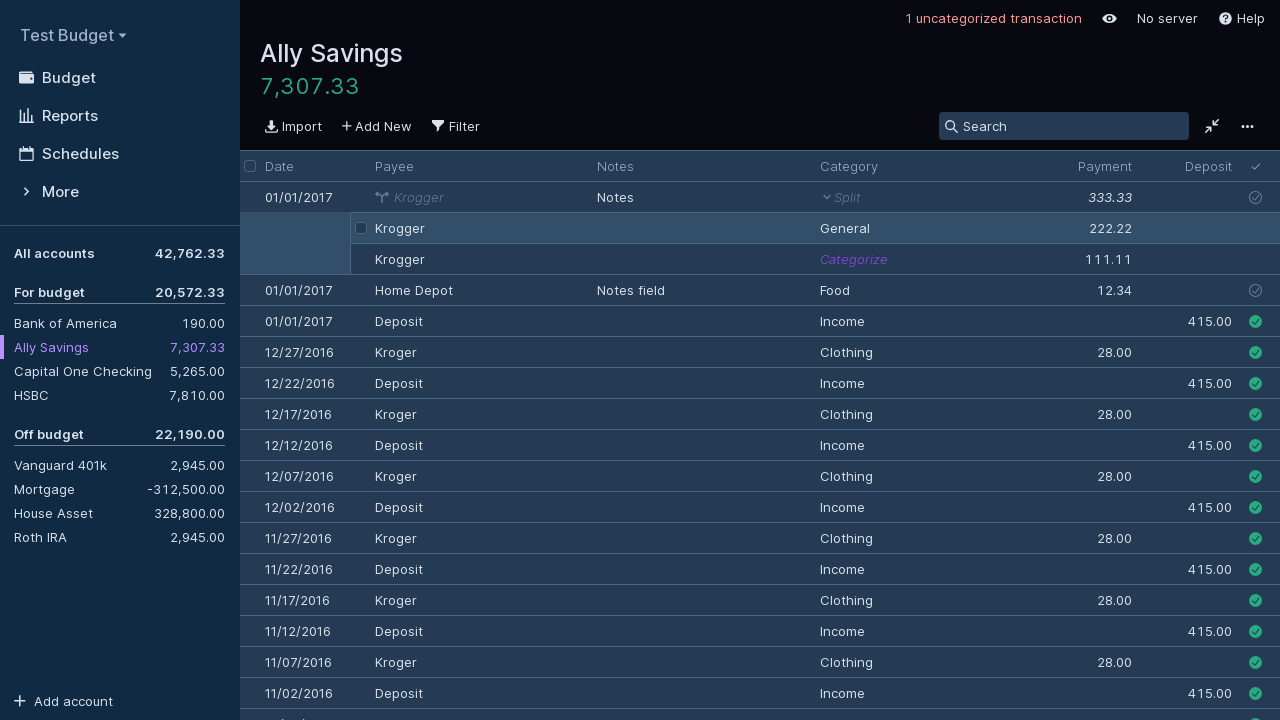 Test Budget
Budget
Reports
Schedules
More
All accounts 42,762.33
For budget 20,572.33
Bank of America 190.00
Ally Savings 7,307.33
Capital One Checking 5,265.00
HSBC 7,810.00
Off budget 22,190.00
Vanguard 401k 2,945.00
Mortgage -312,500.00
House Asset 328,800.00
Roth IRA 2,945.00
Add account
1 uncategorized transaction No server Help
Ally Savings
7,307.33
Import Add New Filter Search
Date Payee Notes Category Payment Deposit
01/01/2017 Krogger Notes Split 333.33
Krogger General 222.22
Krogger Categorize 111.11
01/01/2017 Home Depot Notes field Food 12.34
01/01/2017 Deposit Income 415.00
12/27/2016 Kroger Clothing 28.00
12/22/2016 Deposit Income 415.00
12/17/2016 Kroger Clothing 28.00
12/12/2016 Deposit Income 415.00
12/07/2016 Kroger Clothing 28.00
12/02/2016 Deposit Income 415.00
11/27/2016 Kroger Clothing 28.00
11/22/2016 Deposit Income 415.00
11/17/2016 Kroger Clothing 28.00
11/12/2016 Deposit Income 415.00
11/07/2016 Kroger Clothing 28.00
11/02/2016 Deposit Income 415.00